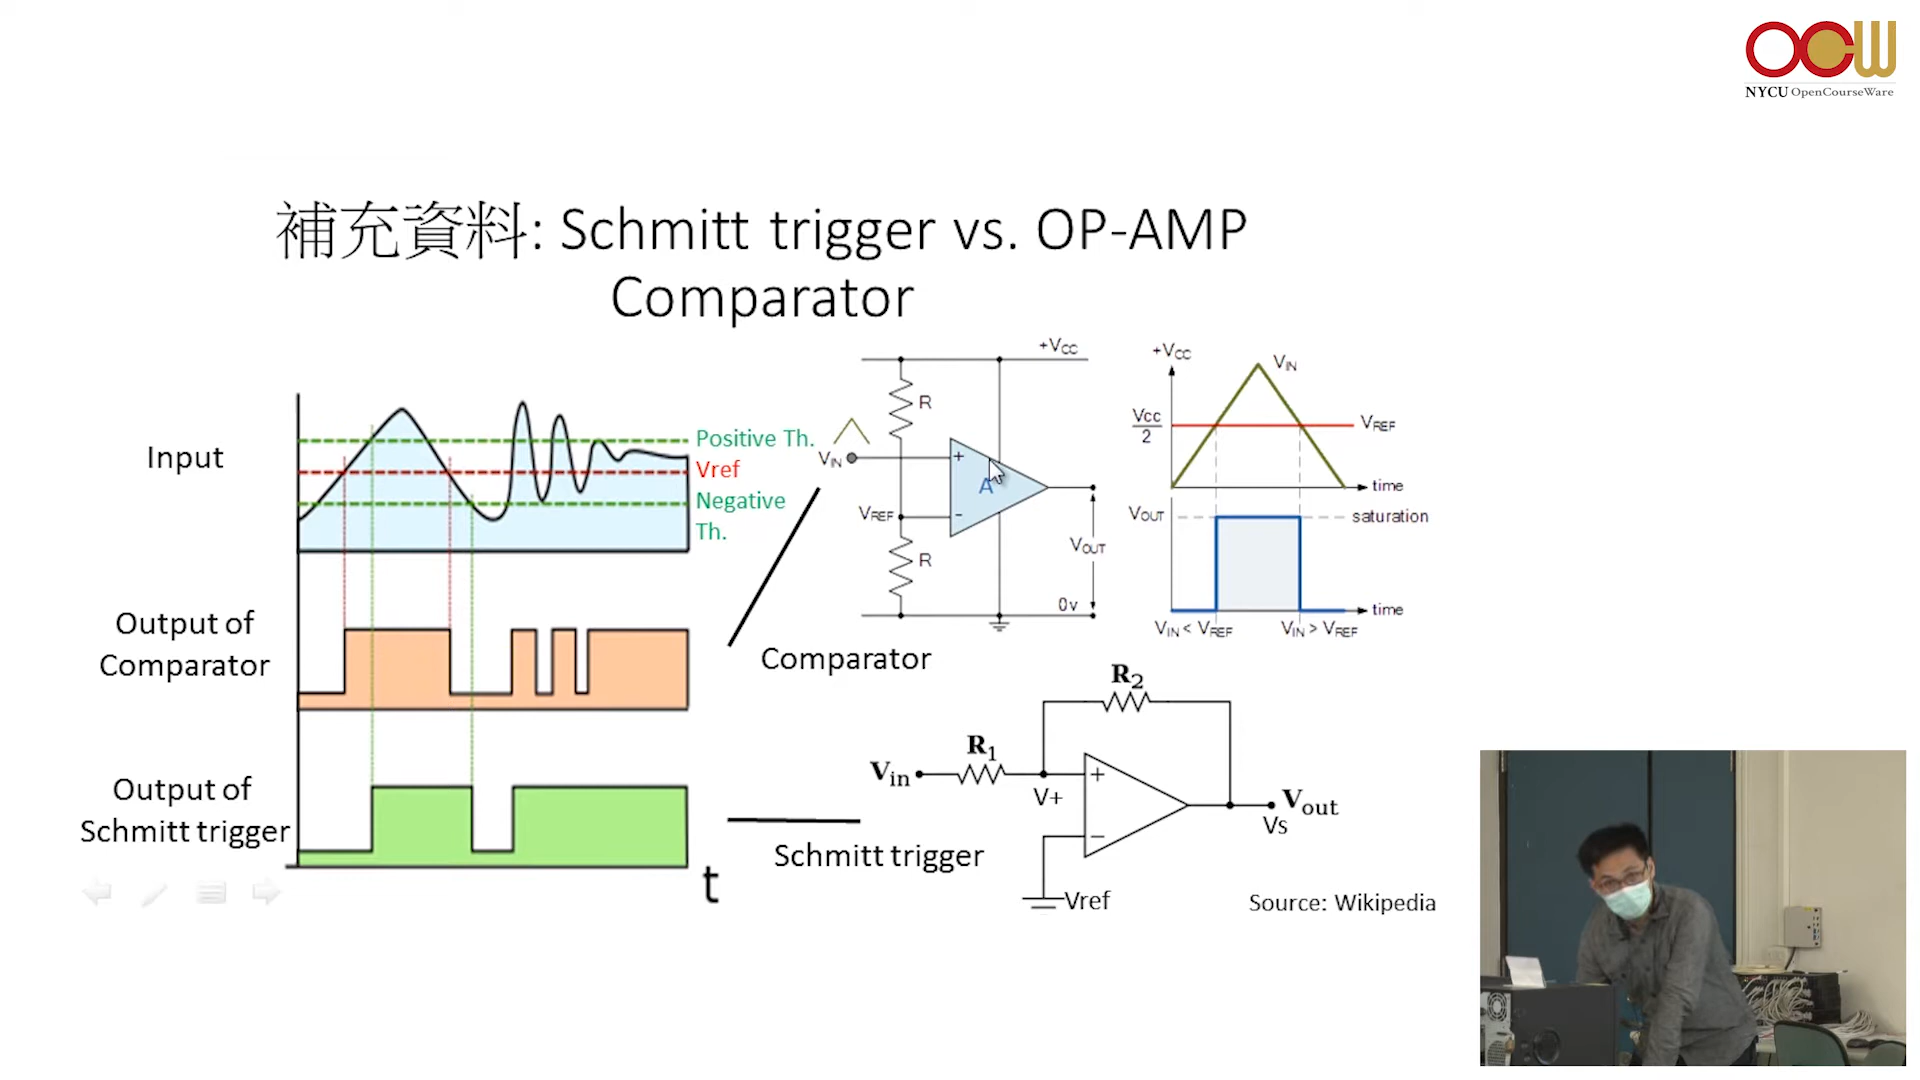 OCW
NYCU OpenCourseWare
補充資料: Schmitt trigger vs. OP-AMP
Comparator
Input
Positive Th.
Vref
Negative
Th.
Output of
Comparator
Output of
Schmitt trigger
t
+VCC
R
VIN
+
A
VREF
-
R
VOUT
0v
Comparator
+VCC
VIN
Vcc
2
VREF
time
VOUT
saturation
time
VIN < VREF
VIN > VREF
R2
R1
Vin
V+
+
−
Vout
Vs
Vref
Schmitt trigger
Source: Wikipedia